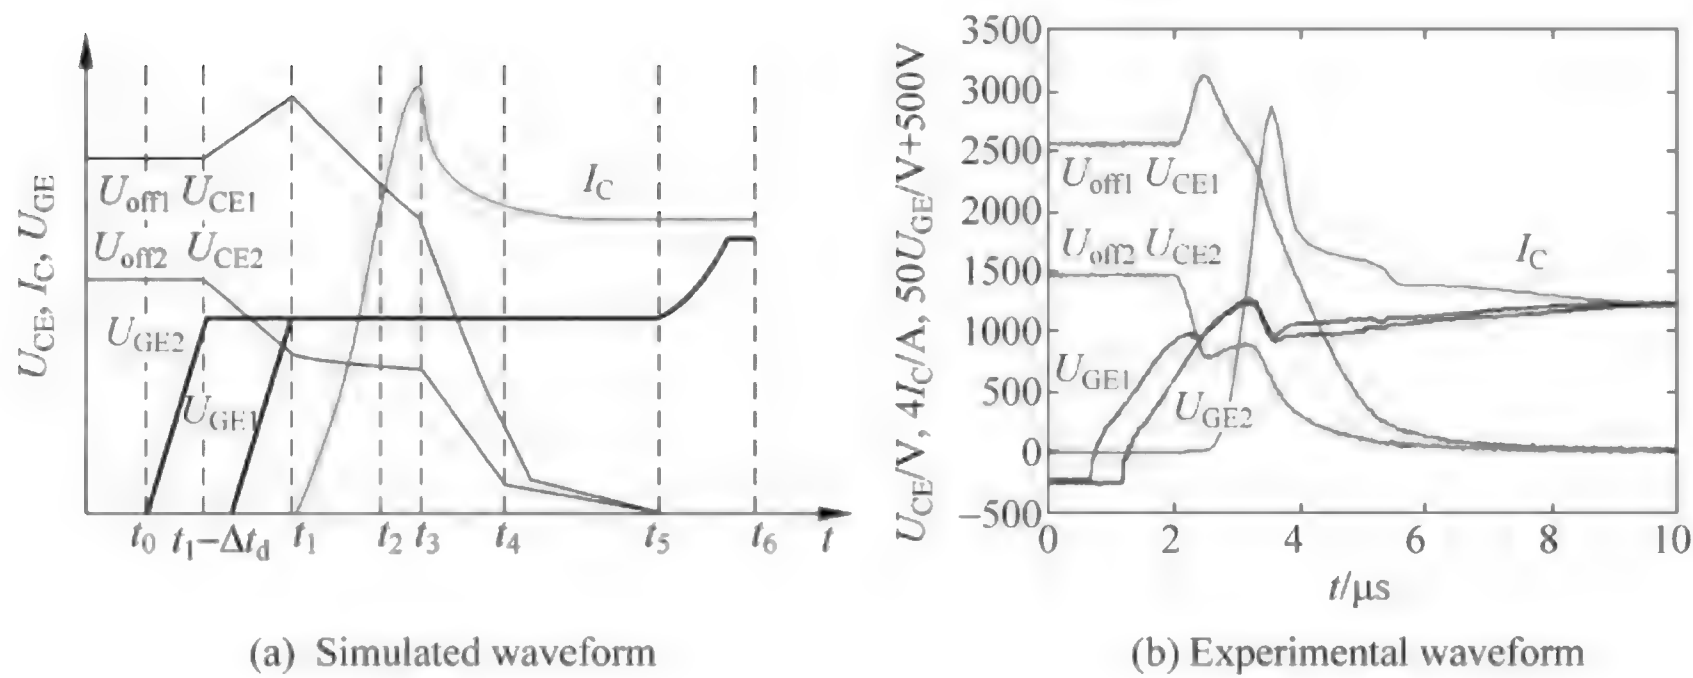 U_CE, I_C, U_GE
U_off1 U_CE1
U_off2 U_CE2
U_GE2
U_GE1
I_C
t_0 t_1−Δt_d t_1 t_2 t_3 t_4 t_5 t_6 t
(a) Simulated waveform
U_CE/V, 4I_C/A, 50U_GE/V+500V
3500
3000
2500
2000
1500
1000
500
0
−500
U_off1 U_CE1
U_off2 U_CE2
I_C
U_GE1
U_GE2
0 2 4 6 8 10
t/μs
(b) Experimental waveform